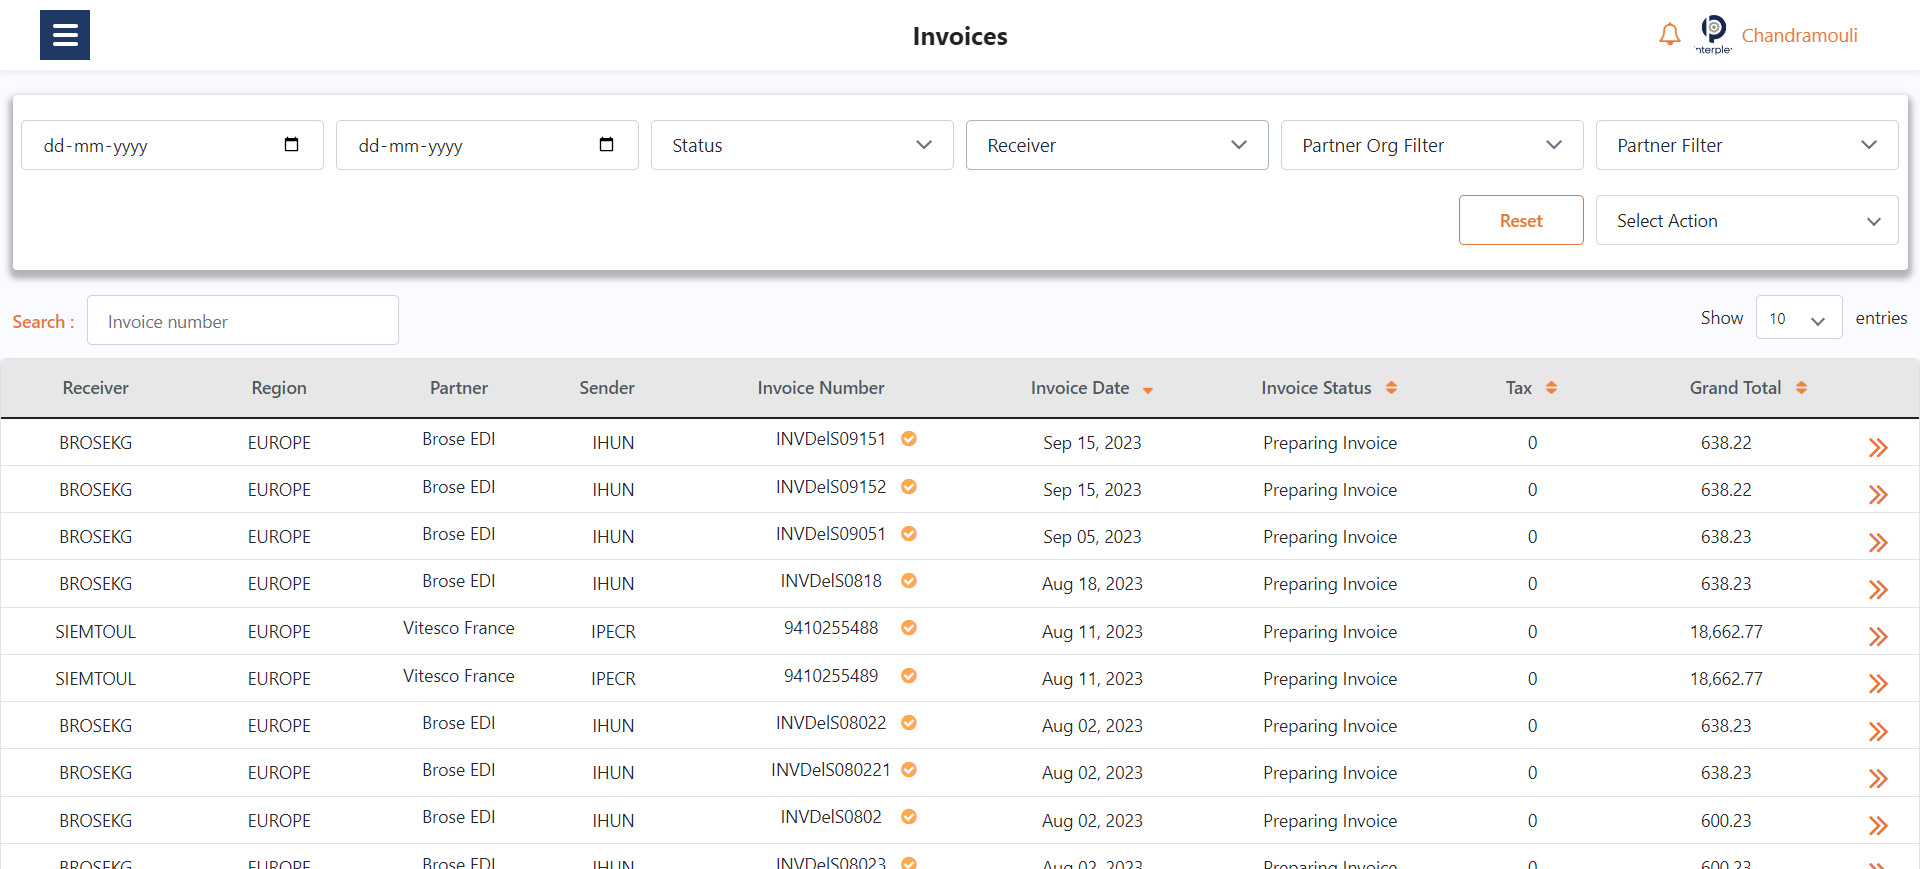 Invoices
nterple
Chandramouli
dd-mm-yyyy dd-mm-yyyy Status Receiver Partner Org Filter Partner Filter
Reset Select Action
Search : Invoice number Show 10 entries
Receiver Region Partner Sender Invoice Number Invoice Date Invoice Status Tax Grand Total
BROSEKG EUROPE Brose EDI IHUN INVDelS09151 Sep 15, 2023 Preparing Invoice 0 638.22
BROSEKG EUROPE Brose EDI IHUN INVDelS09152 Sep 15, 2023 Preparing Invoice 0 638.22
BROSEKG EUROPE Brose EDI IHUN INVDelS09051 Sep 05, 2023 Preparing Invoice 0 638.23
BROSEKG EUROPE Brose EDI IHUN INVDelS0818 Aug 18, 2023 Preparing Invoice 0 638.23
SIEMTOUL EUROPE Vitesco France IPECR 9410255488 Aug 11, 2023 Preparing Invoice 0 18,662.77
SIEMTOUL EUROPE Vitesco France IPECR 9410255489 Aug 11, 2023 Preparing Invoice 0 18,662.77
BROSEKG EUROPE Brose EDI IHUN INVDelS08022 Aug 02, 2023 Preparing Invoice 0 638.23
BROSEKG EUROPE Brose EDI IHUN INVDelS080221 Aug 02, 2023 Preparing Invoice 0 638.23
BROSEKG EUROPE Brose EDI IHUN INVDelS0802 Aug 02, 2023 Preparing Invoice 0 600.23
BROSEKG EUROPE Brose EDI IHUN INVDelS08023 Aug 02, 2023 Preparing Invoice 0 600.23